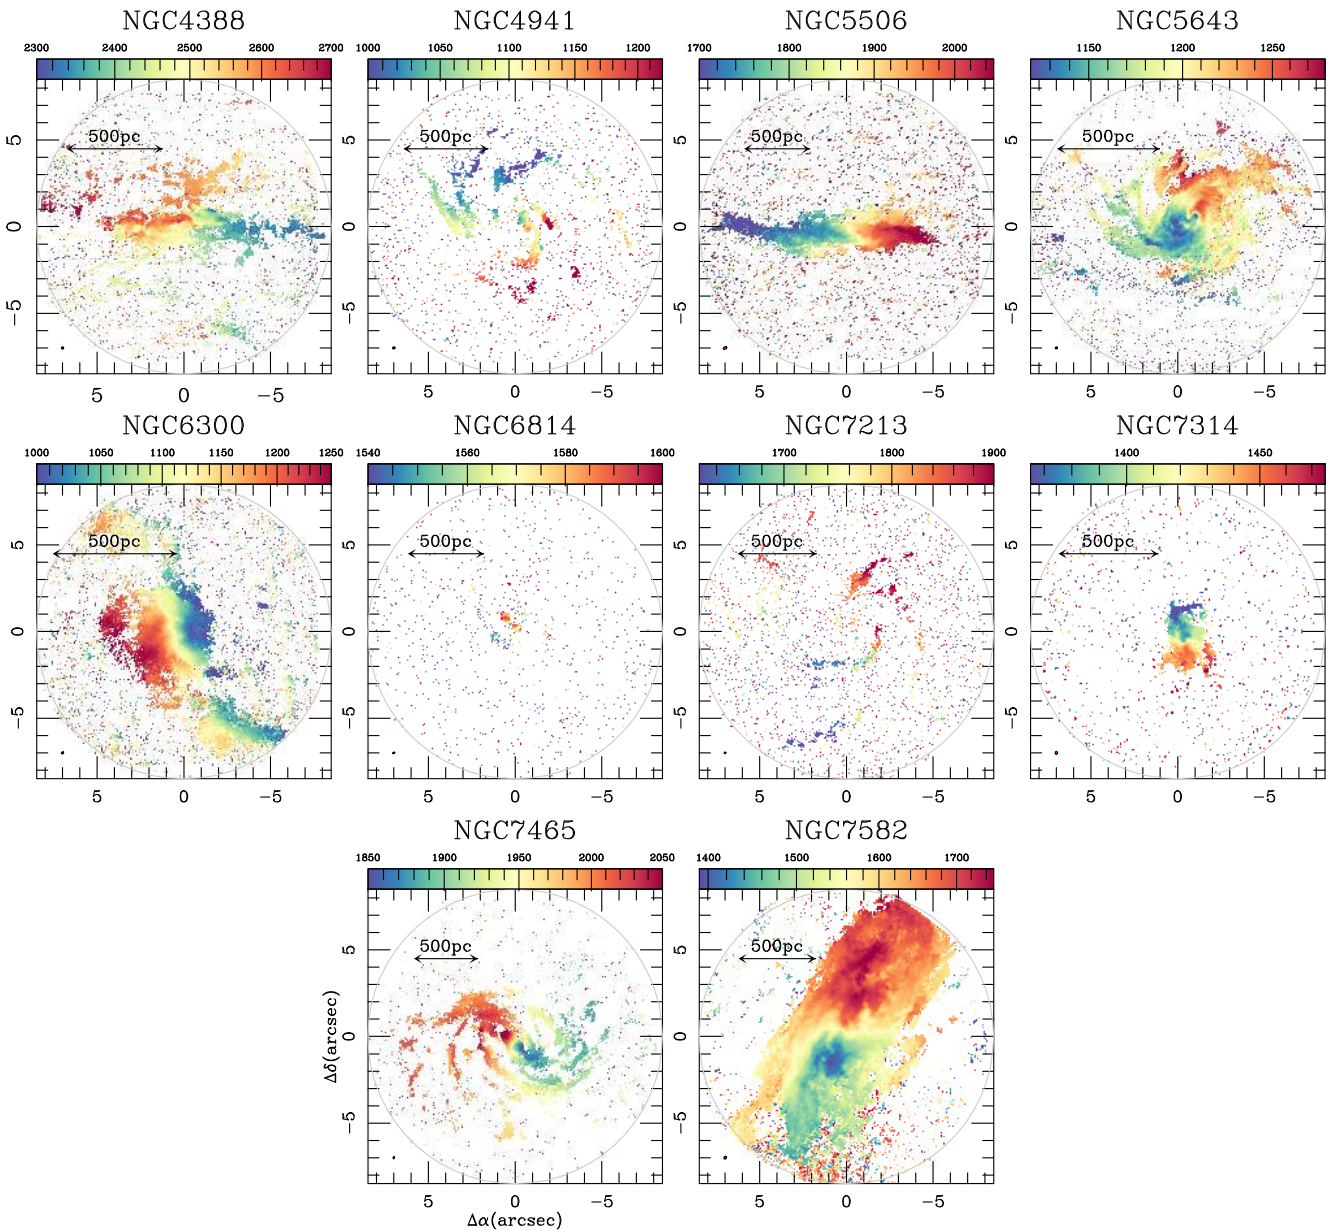 NGC4388 NGC4941 NGC5506 NGC5643
2300 2400 2500 2600 2700 1000 1050 1100 1150 1200 1700 1800 1900 2000 1150 1200 1250
500pc 500pc 500pc 500pc
5 5 5
0 0 0
−5 −5 −5
5 0 −5 5 0 −5 5 0 −5 5 0 −5
NGC6300 NGC6814 NGC7213 NGC7314
1000 1050 1100 1150 1200 1250 1540 1560 1580 1600 1700 1800 1900 1400 1450
500pc 500pc 500pc 500pc
5 5 5
0 0 0
−5 −5 −5
5 0 −5 5 0 −5 5 0 −5 5 0 −5
NGC7465 NGC7582
1850 1900 1950 2000 2050 1400 1500 1600 1700
500pc 500pc
5 5
0 0
Δδ(arcsec)
−5 −5
5 0 −5 5 0 −5
Δα(arcsec)